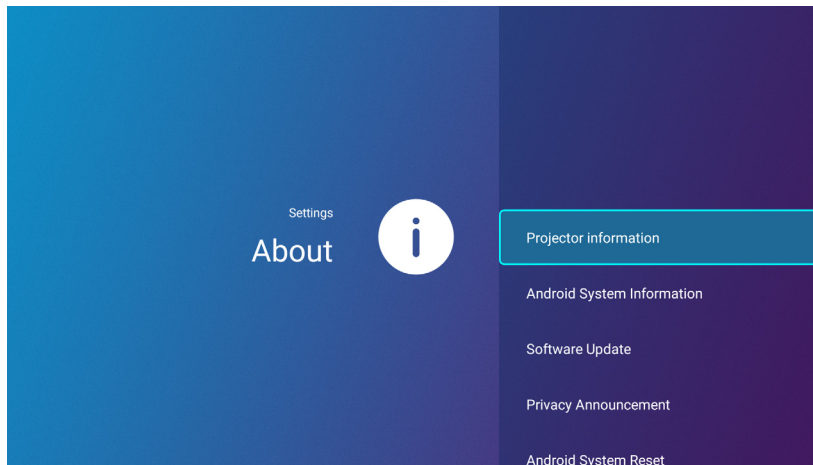 Settings
About
i
Projector information
Android System Information
Software Update
Privacy Announcement
Android System Reset